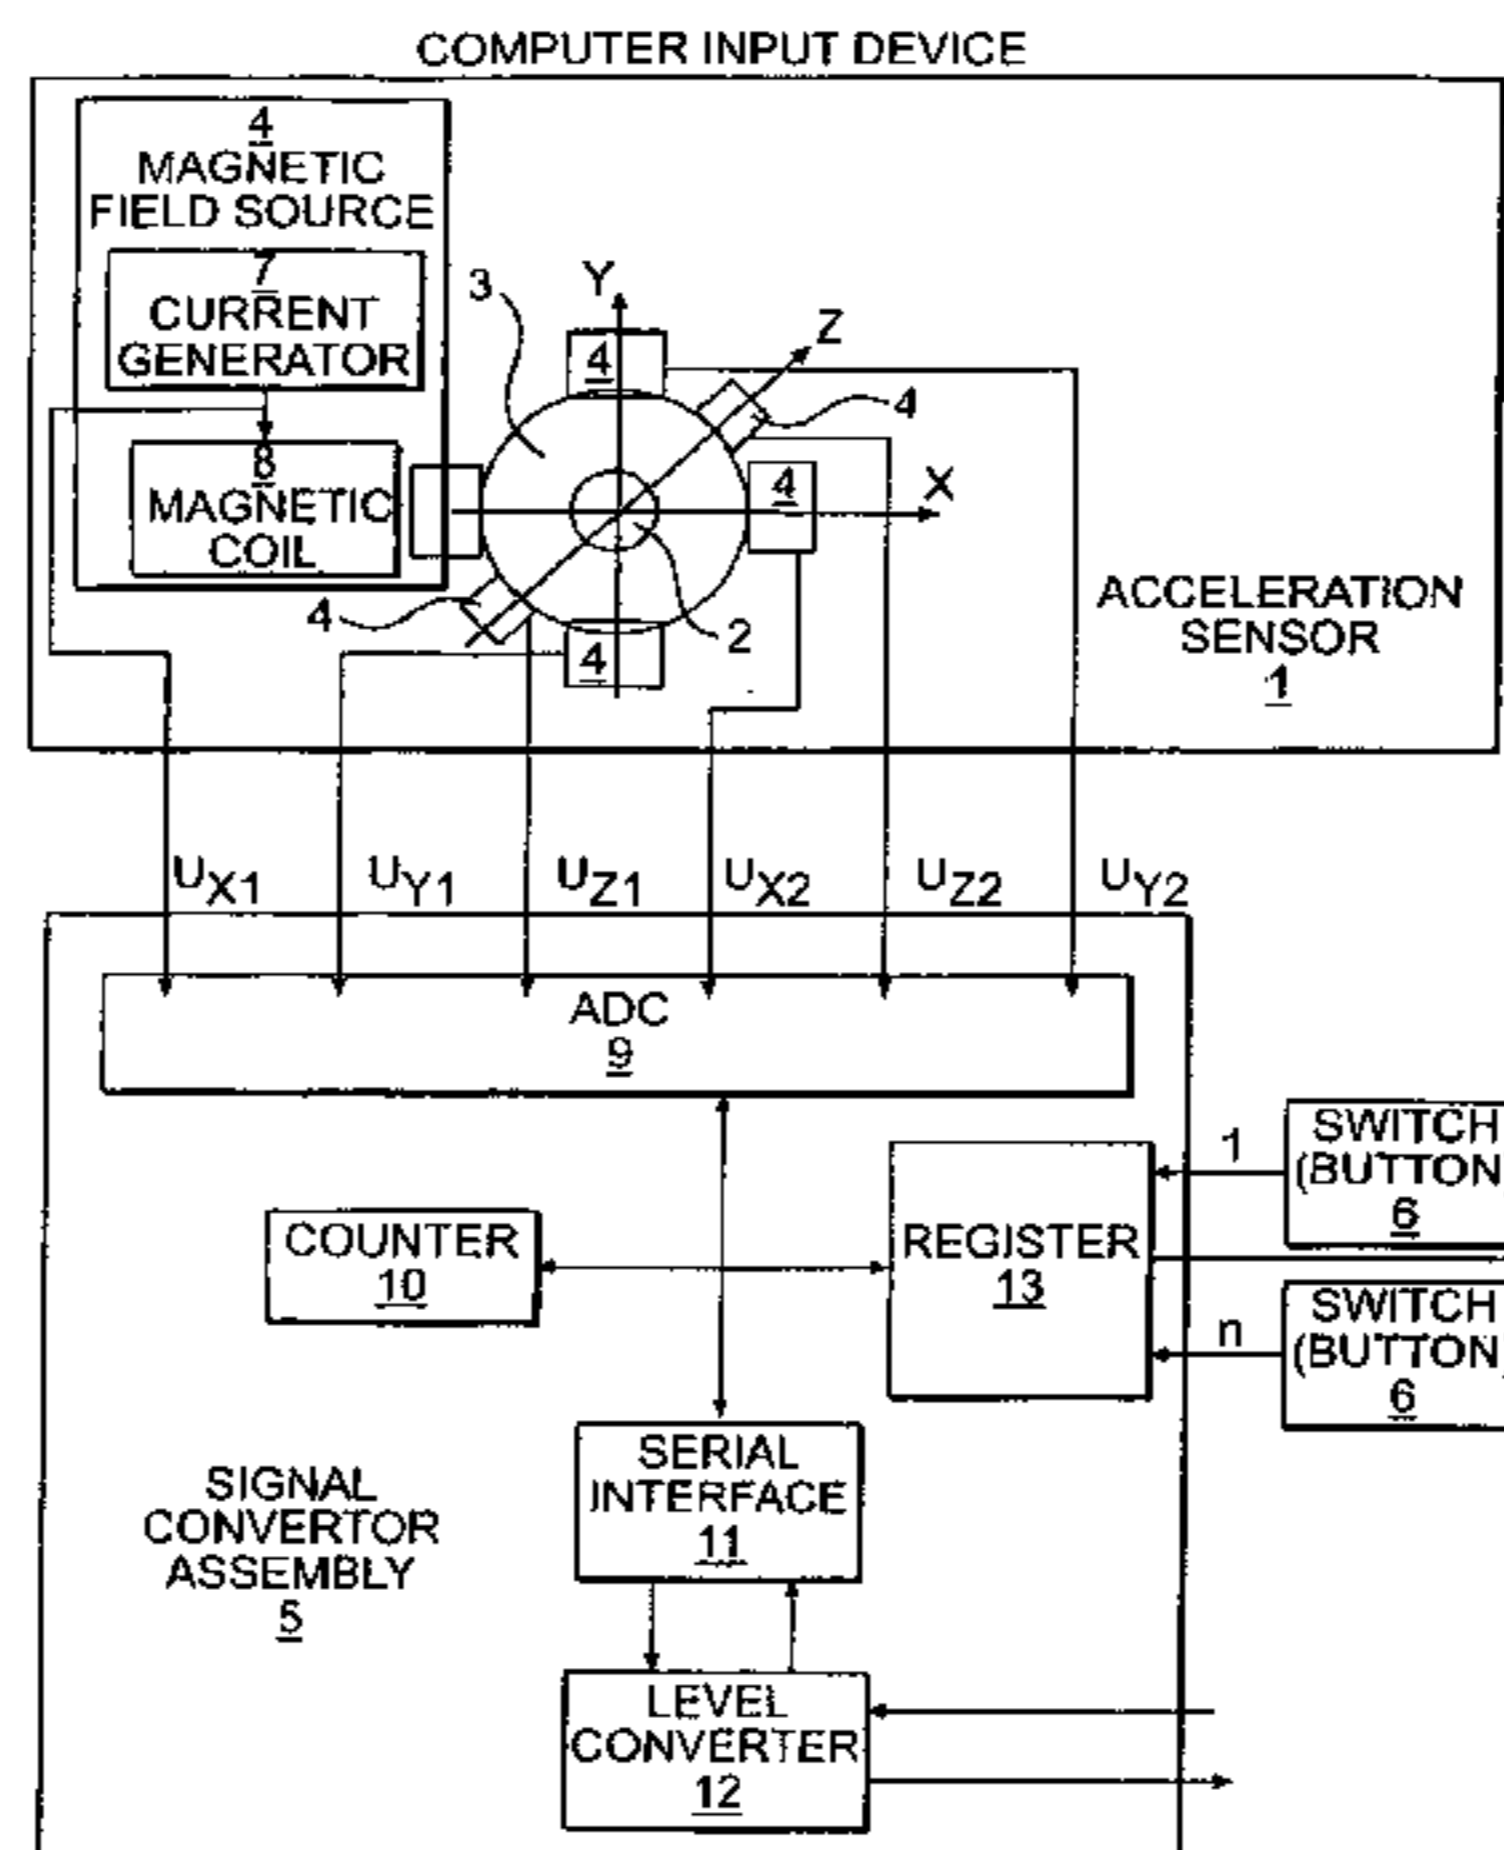 COMPUTER INPUT DEVICE
4
MAGNETIC
FIELD SOURCE
7
CURRENT
GENERATOR
8
MAGNETIC
COIL
3
Y
Z
4
4
4
X
2
4
4
ACCELERATION
SENSOR
1
UX1
UY1
UZ1
UX2
UZ2
UY2
ADC
9
COUNTER
10
REGISTER
13
1
SWITCH
(BUTTON
6
n
SWITCH
(BUTTON
6
SERIAL
INTERFACE
11
SIGNAL
CONVERTOR
ASSEMBLY
5
LEVEL
CONVERTER
12